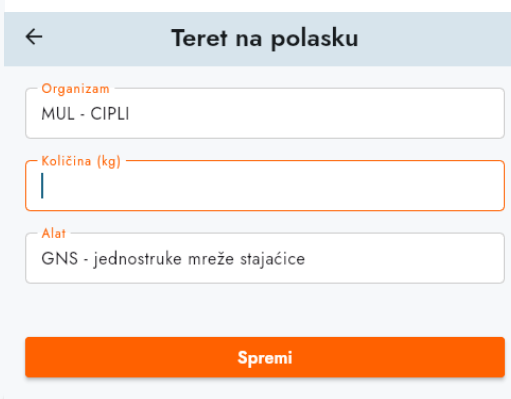 Teret na polasku
Organizam
MUL - CIPLI
Količina (kg)
Alat
GNS - jednostruke mreže stajaćice
Spremi